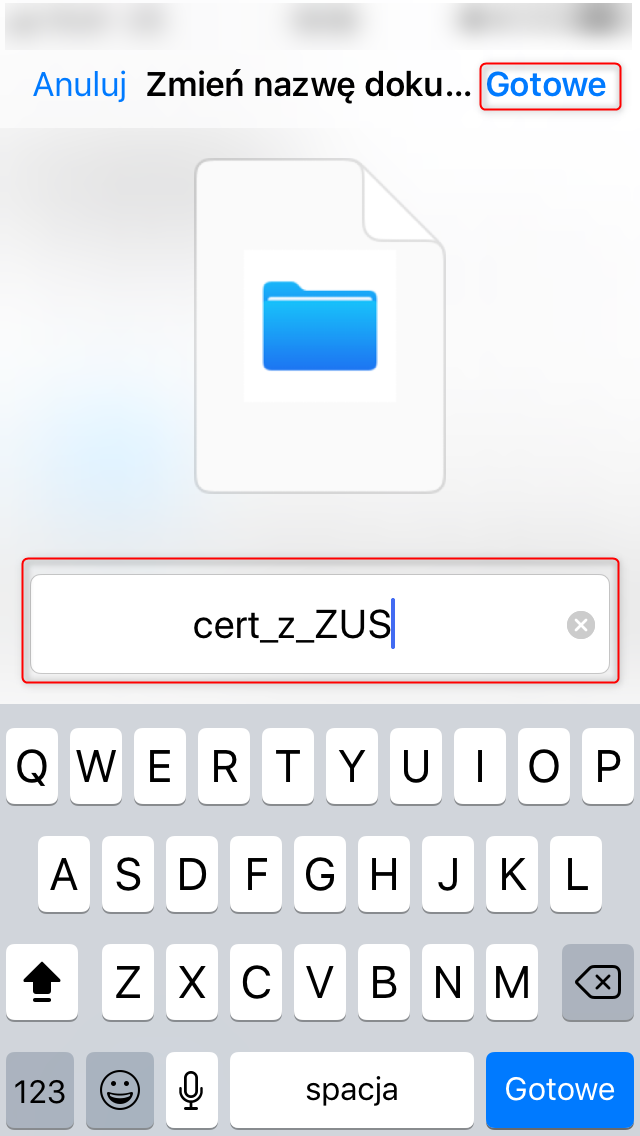 Anuluj Zmień nazwę doku... Gotowe
cert_z_ZUS
Q W E R T Y U I O P
A S D F G H J K L
Z X C V B N M
123 spacja Gotowe